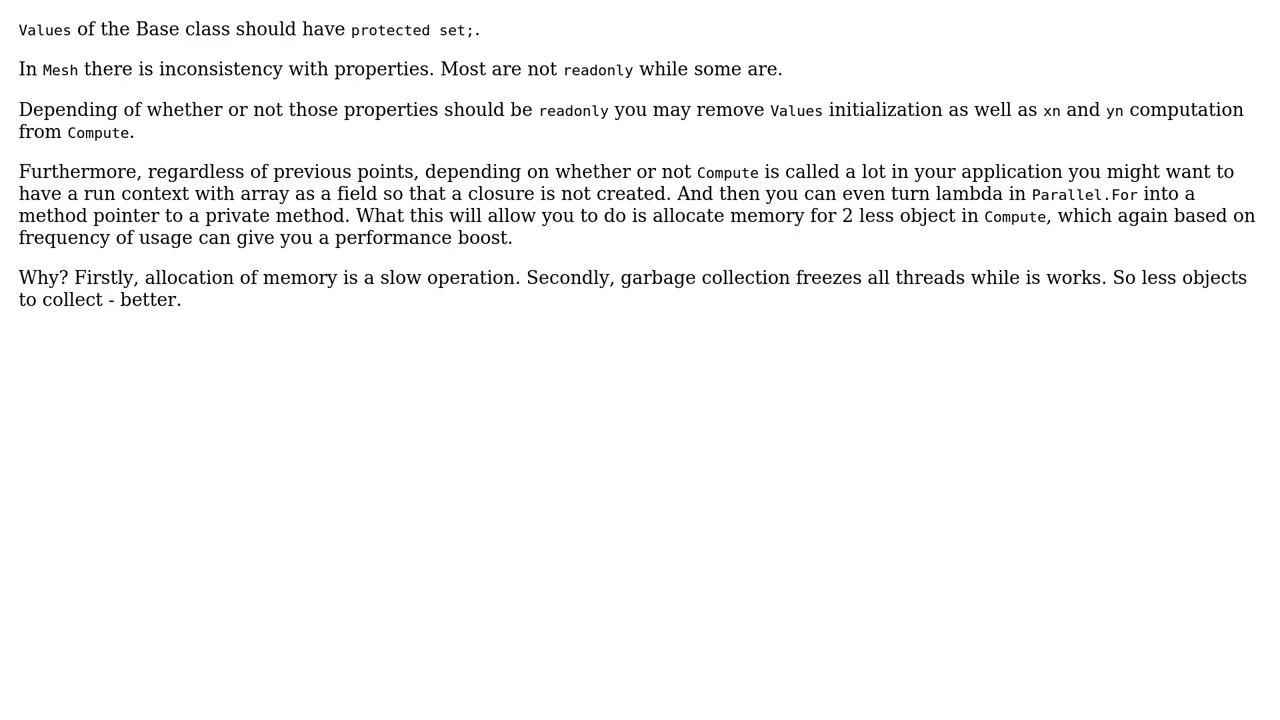 Values of the Base class should have protected set;.
In Mesh there is inconsistency with properties. Most are not readonly while some are.
Depending of whether or not those properties should be readonly you may remove Values initialization as well as xn and yn computation
from Compute.
Furthermore, regardless of previous points, depending on whether or not Compute is called a lot in your application you might want to
have a run context with array as a field so that a closure is not created. And then you can even turn lambda in Parallel.For into a
method pointer to a private method. What this will allow you to do is allocate memory for 2 less object in Compute, which again based on
frequency of usage can give you a performance boost.
Why? Firstly, allocation of memory is a slow operation. Secondly, garbage collection freezes all threads while is works. So less objects
to collect - better.